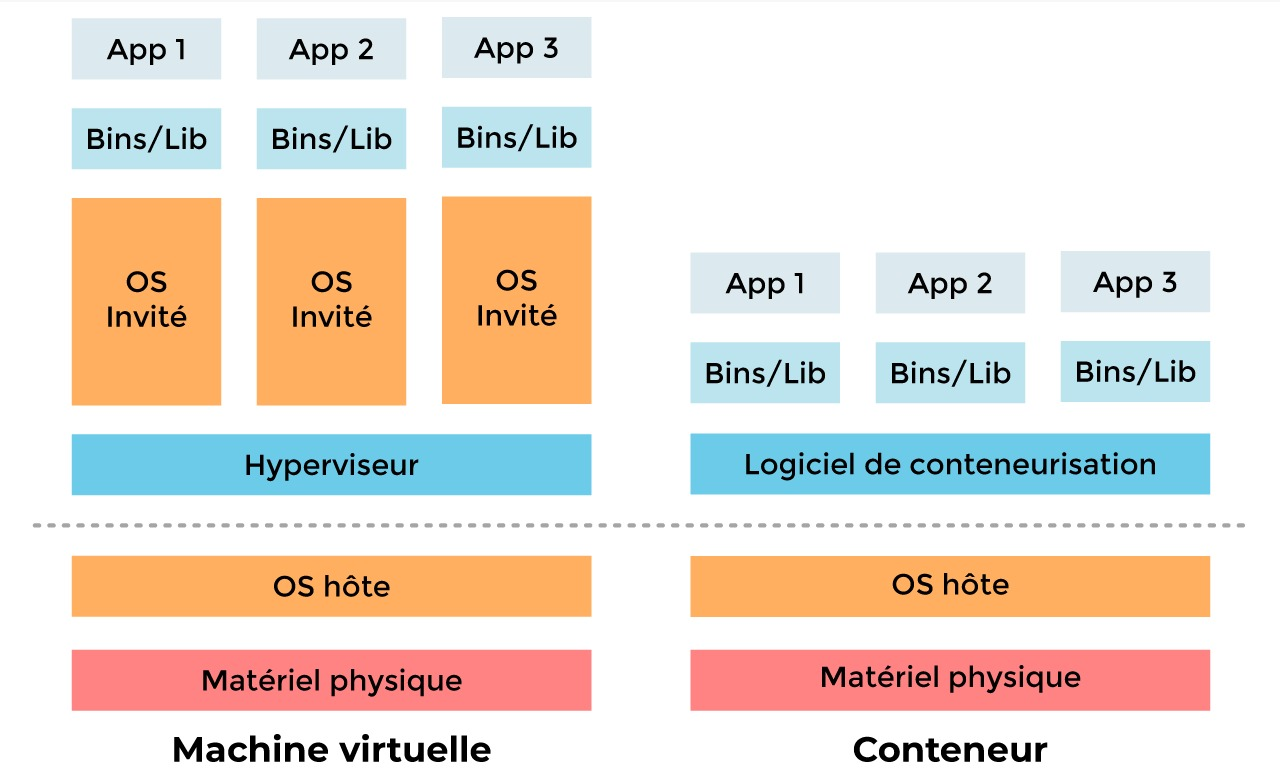 App 1
App 2
App 3
Bins/Lib
Bins/Lib
Bins/Lib
OS
Invité
OS
Invité
OS
Invité
Hyperviseur
OS hôte
Matériel physique
Machine virtuelle
App 1
App 2
App 3
Bins/Lib
Bins/Lib
Bins/Lib
Logiciel de conteneurisation
OS hôte
Matériel physique
Conteneur